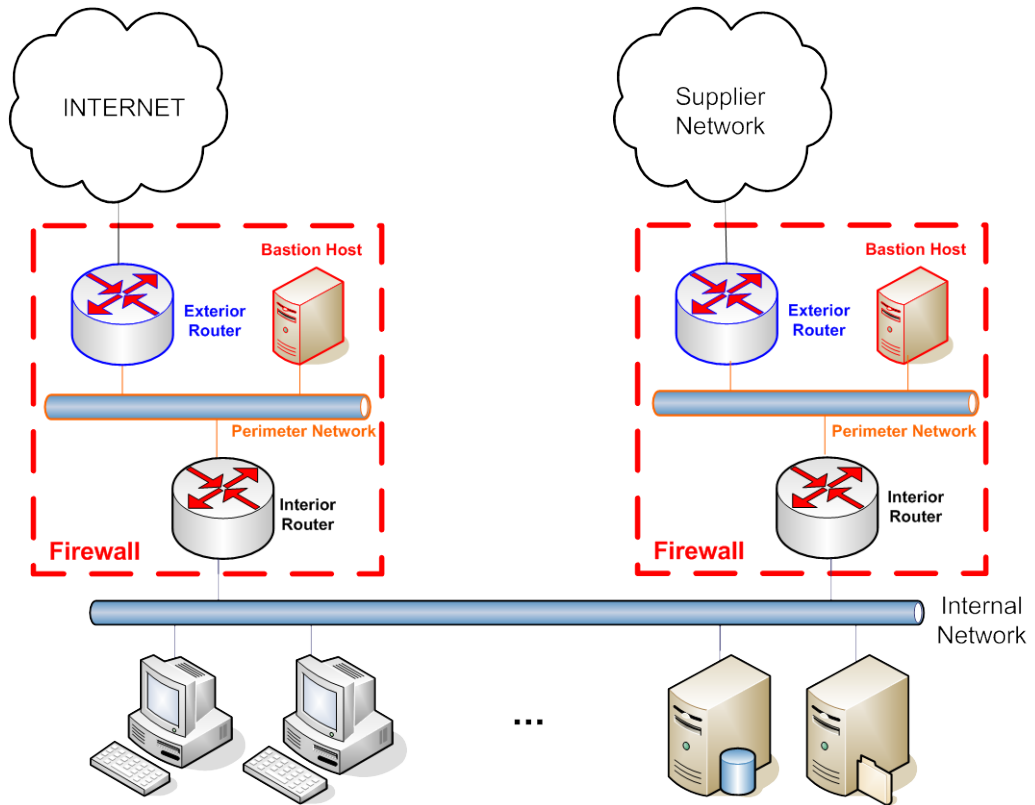 INTERNET
Supplier
Network
Bastion Host
Exterior
Router
Perimeter Network
Interior
Router
Firewall
Bastion Host
Exterior
Router
Perimeter Network
Interior
Router
Firewall
Internal
Network
...